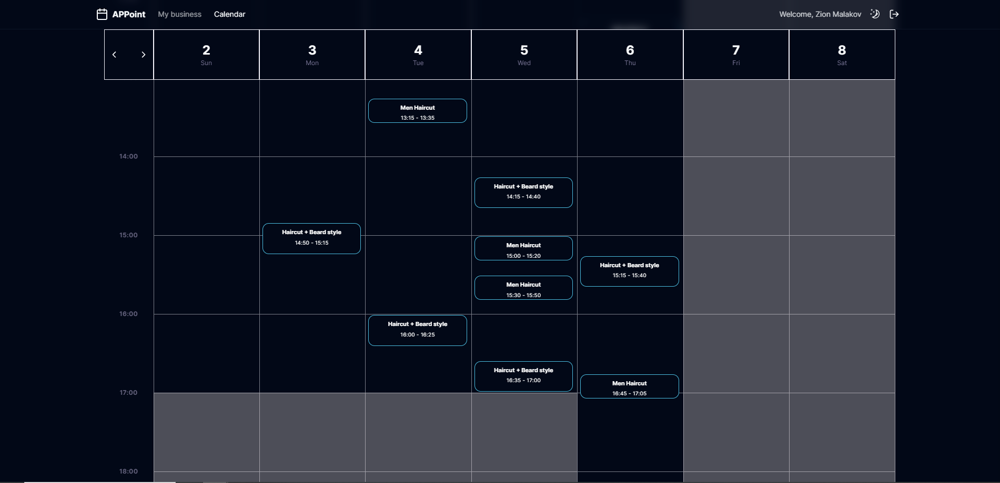 APPoint
My business
Calendar
Welcome, Zion Malakov
2
Sun
3
Mon
4
Tue
5
Wed
6
Thu
7
Fri
8
Sat
Men Haircut
13:15 - 13:35
14:00
Haircut + Beard style
14:15 - 14:40
15:00
Haircut + Beard style
14:50 - 15:15
Men Haircut
15:00 - 15:20
Haircut + Beard style
15:15 - 15:40
Men Haircut
15:30 - 15:50
16:00
Haircut + Beard style
16:00 - 16:25
Haircut + Beard style
16:35 - 17:00
Men Haircut
16:45 - 17:05
17:00
18:00